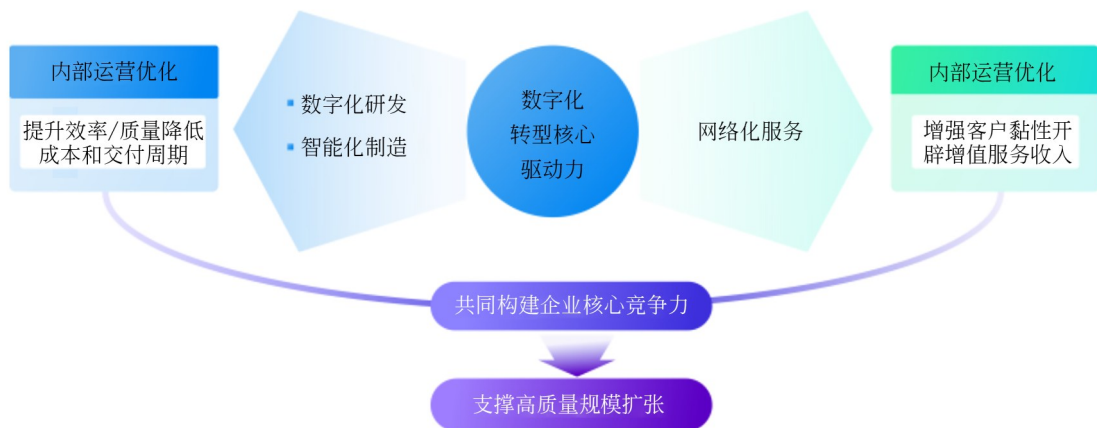 内部运营优化
提升效率/质量降低
成本和交付周期
数字化研发
智能化制造
数字化
转型核心
驱动力
网络化服务
内部运营优化
增强客户黏性开
辟增值服务收入
共同构建企业核心竞争力
支撑高质量规模扩张